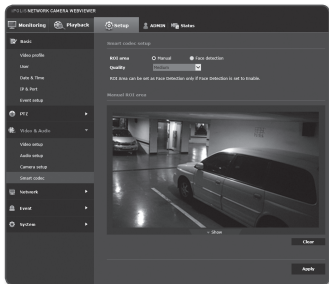 iPOLiS NETWORK CAMERA WEBVIEWER
Monitoring
Playback
Setup
ADMIN
Status
Basic
Video profile
User
Date & Time
IP & Port
Event setup
PTZ
Video & Audio
Video setup
Audio setup
Camera setup
Smart codec
Network
Event
System
Smart codec setup
ROI area
Manual
Face detection
Quality
Medium
ROI Area can be set as Face Detection only if Face Detection is set to Enable.
Manual ROI area
Show
Clear
Apply